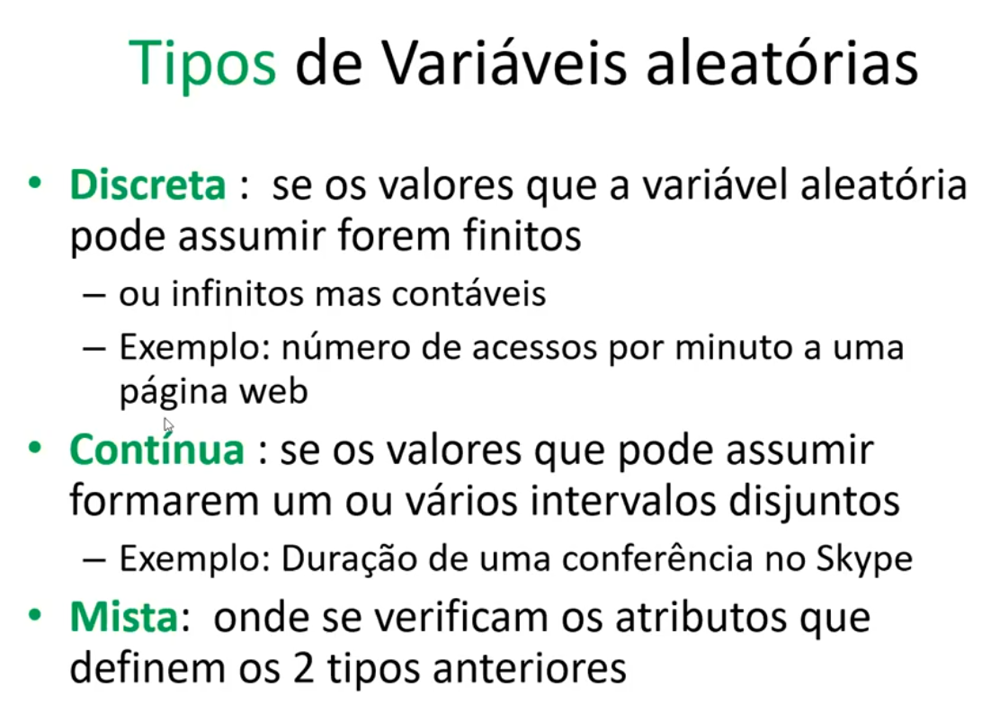 Tipos de Variáveis aleatórias
• Discreta : se os valores que a variável aleatória
pode assumir forem finitos
– ou infinitos mas contáveis
– Exemplo: número de acessos por minuto a uma
página web
• Contínua : se os valores que pode assumir
formarem um ou vários intervalos disjuntos
– Exemplo: Duração de uma conferência no Skype
• Mista: onde se verificam os atributos que
definem os 2 tipos anteriores